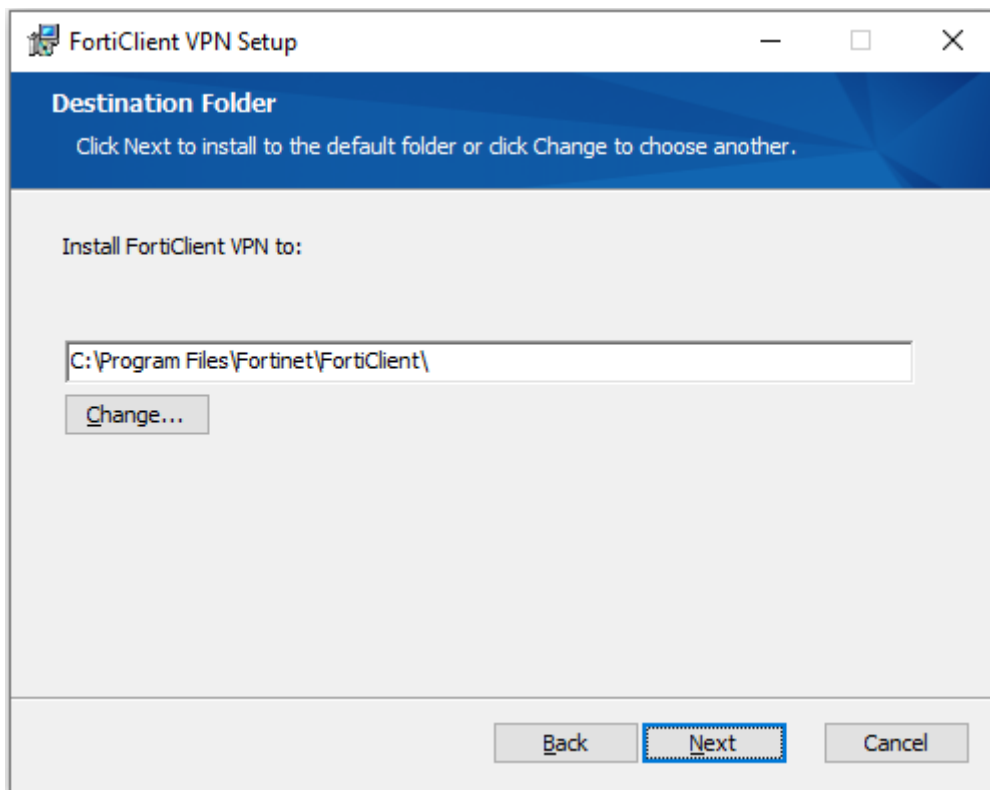 FortiClient VPN Setup
Destination Folder
Click Next to install to the default folder or click Change to choose another.
Install FortiClient VPN to:
C:\Program Files\Fortinet\FortiClient\
Change...
Back
Next
Cancel